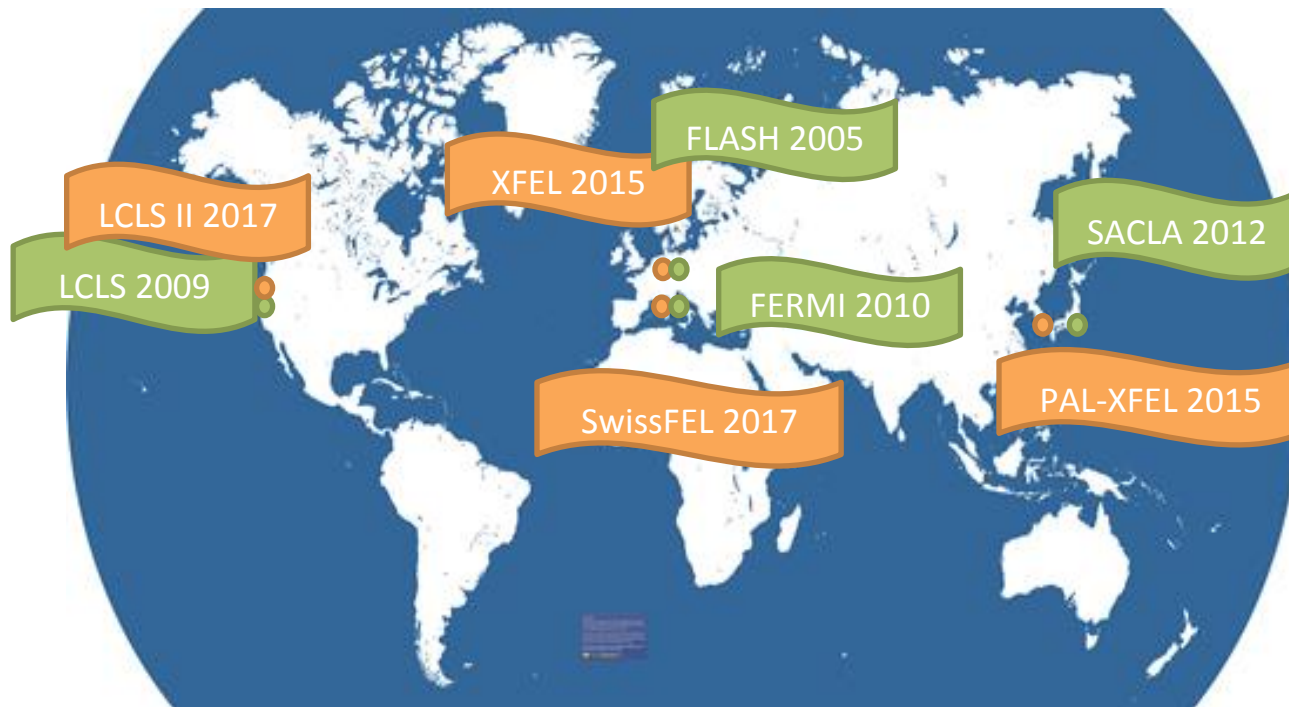 FLASH 2005
XFEL 2015
LCLS II 2017
SACLA 2012
LCLS 2009
FERMI 2010
PAL-XFEL 2015
SwissFEL 2017